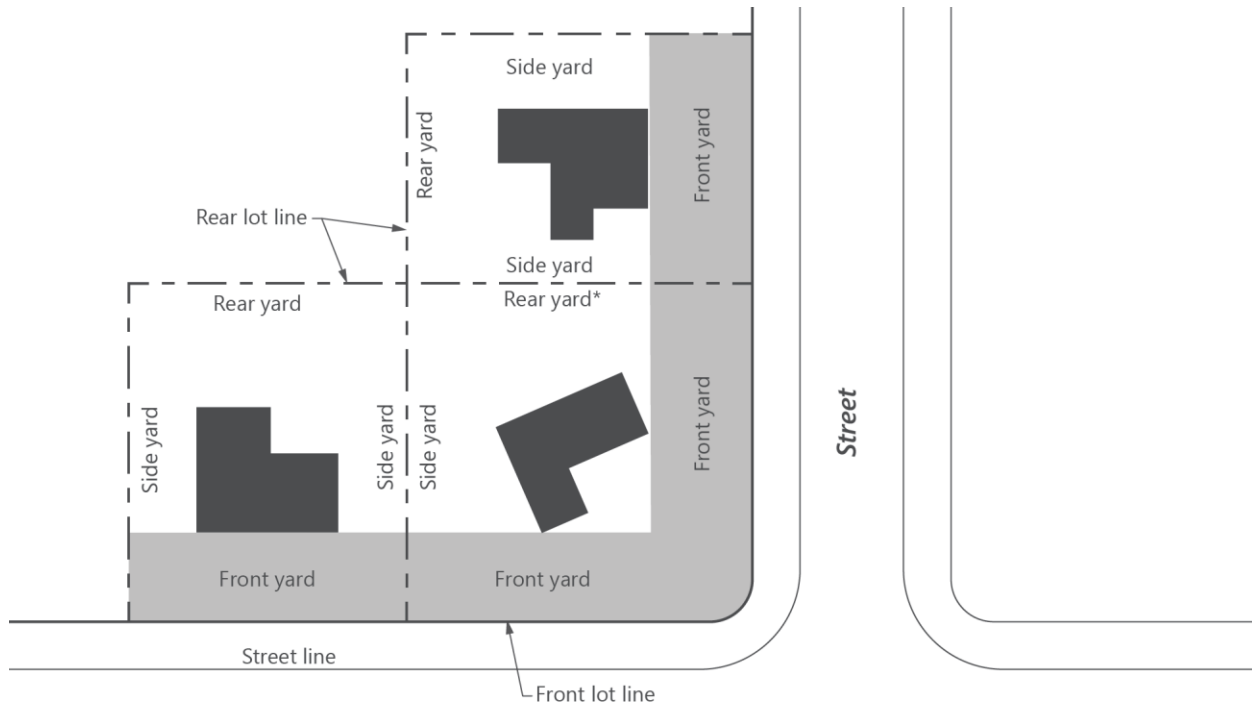 Side yard
Rear yard
Front yard
Rear lot line
Side yard
Rear yard
Rear yard*
Side yard
Side yard
Side yard
Front yard
Street
Front yard
Front yard
Street line
Front lot line